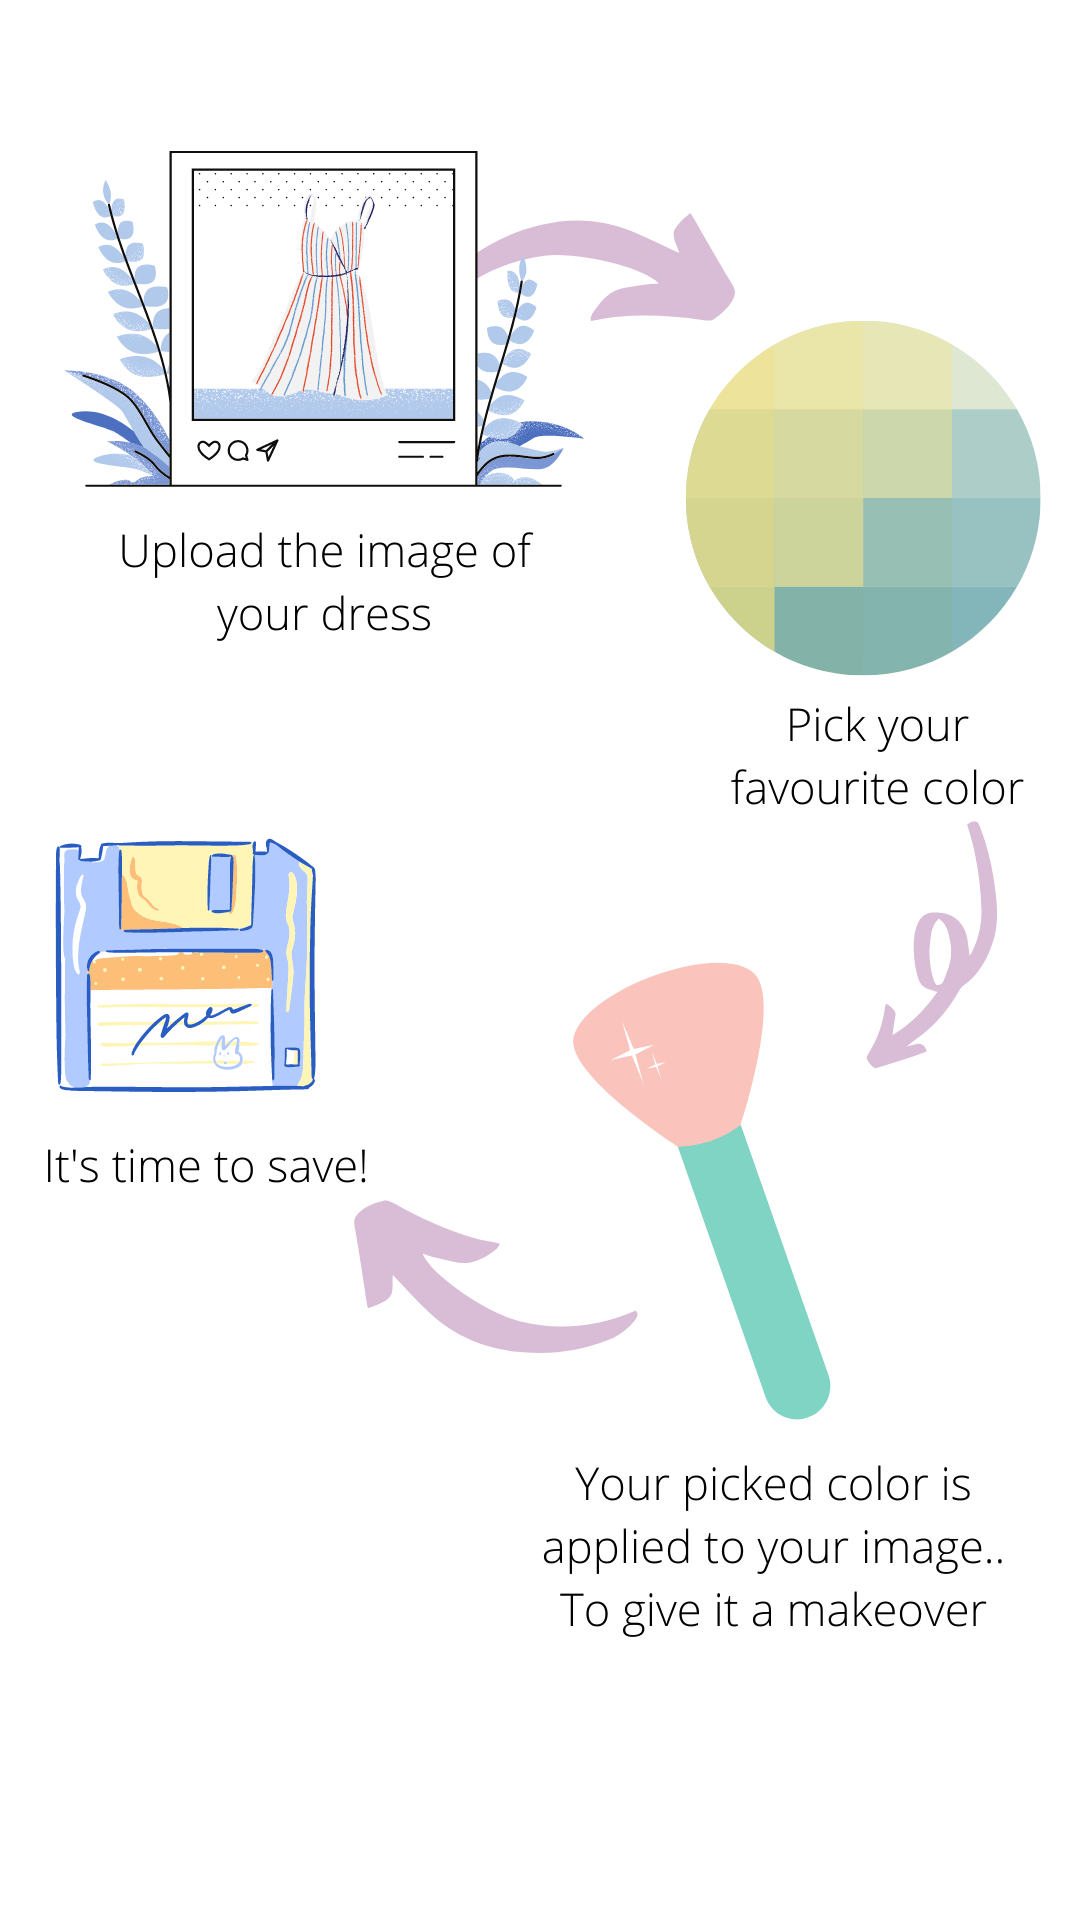 Upload the image of
your dress
Pick your
favourite color
Your picked color is
applied to your image..
To give it a makeover
It's time to save!